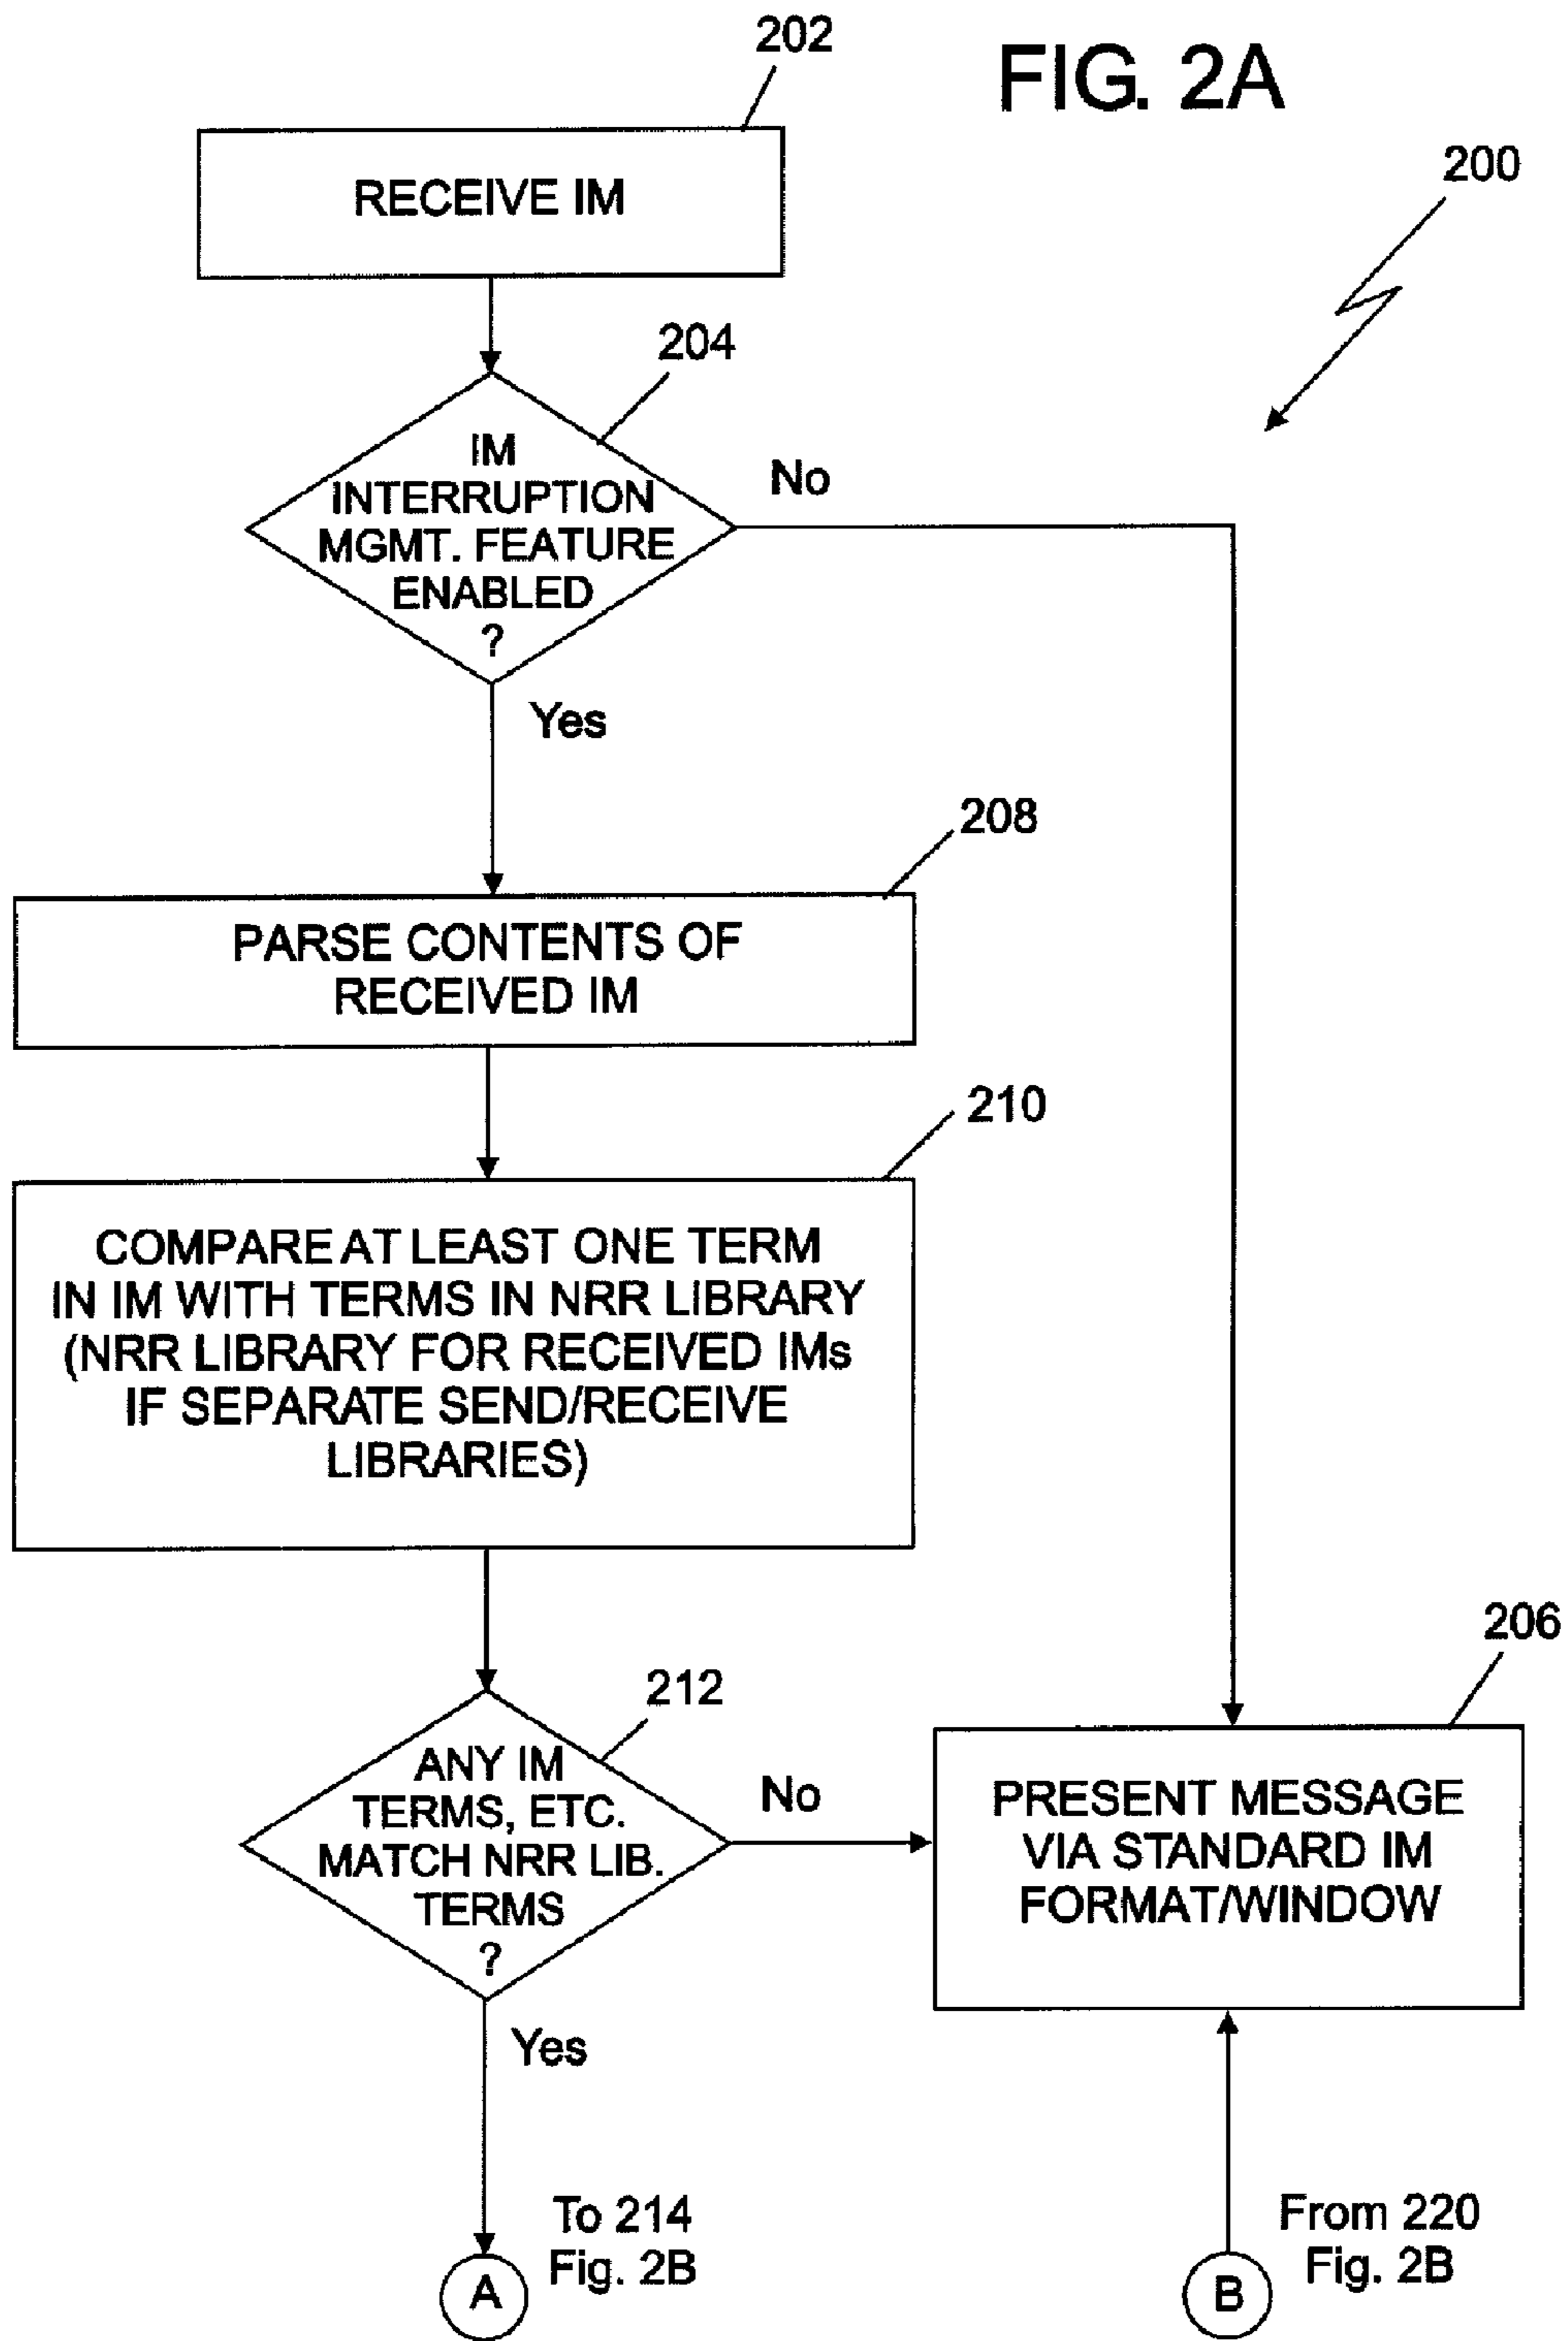 FIG. 2A
202
RECEIVE IM
200
204
IM
INTERRUPTION
MGMT. FEATURE
ENABLED
?
No
Yes
208
PARSE CONTENTS OF
RECEIVED IM
210
COMPARE AT LEAST ONE TERM
IN IM WITH TERMS IN NRR LIBRARY
(NRR LIBRARY FOR RECEIVED IMs
IF SEPARATE SEND/RECEIVE
LIBRARIES)
212
ANY IM
TERMS, ETC.
MATCH NRR LIB.
TERMS
?
No
Yes
206
PRESENT MESSAGE
VIA STANDARD IM
FORMAT/WINDOW
To 214
Fig. 2B
A
From 220
Fig. 2B
B